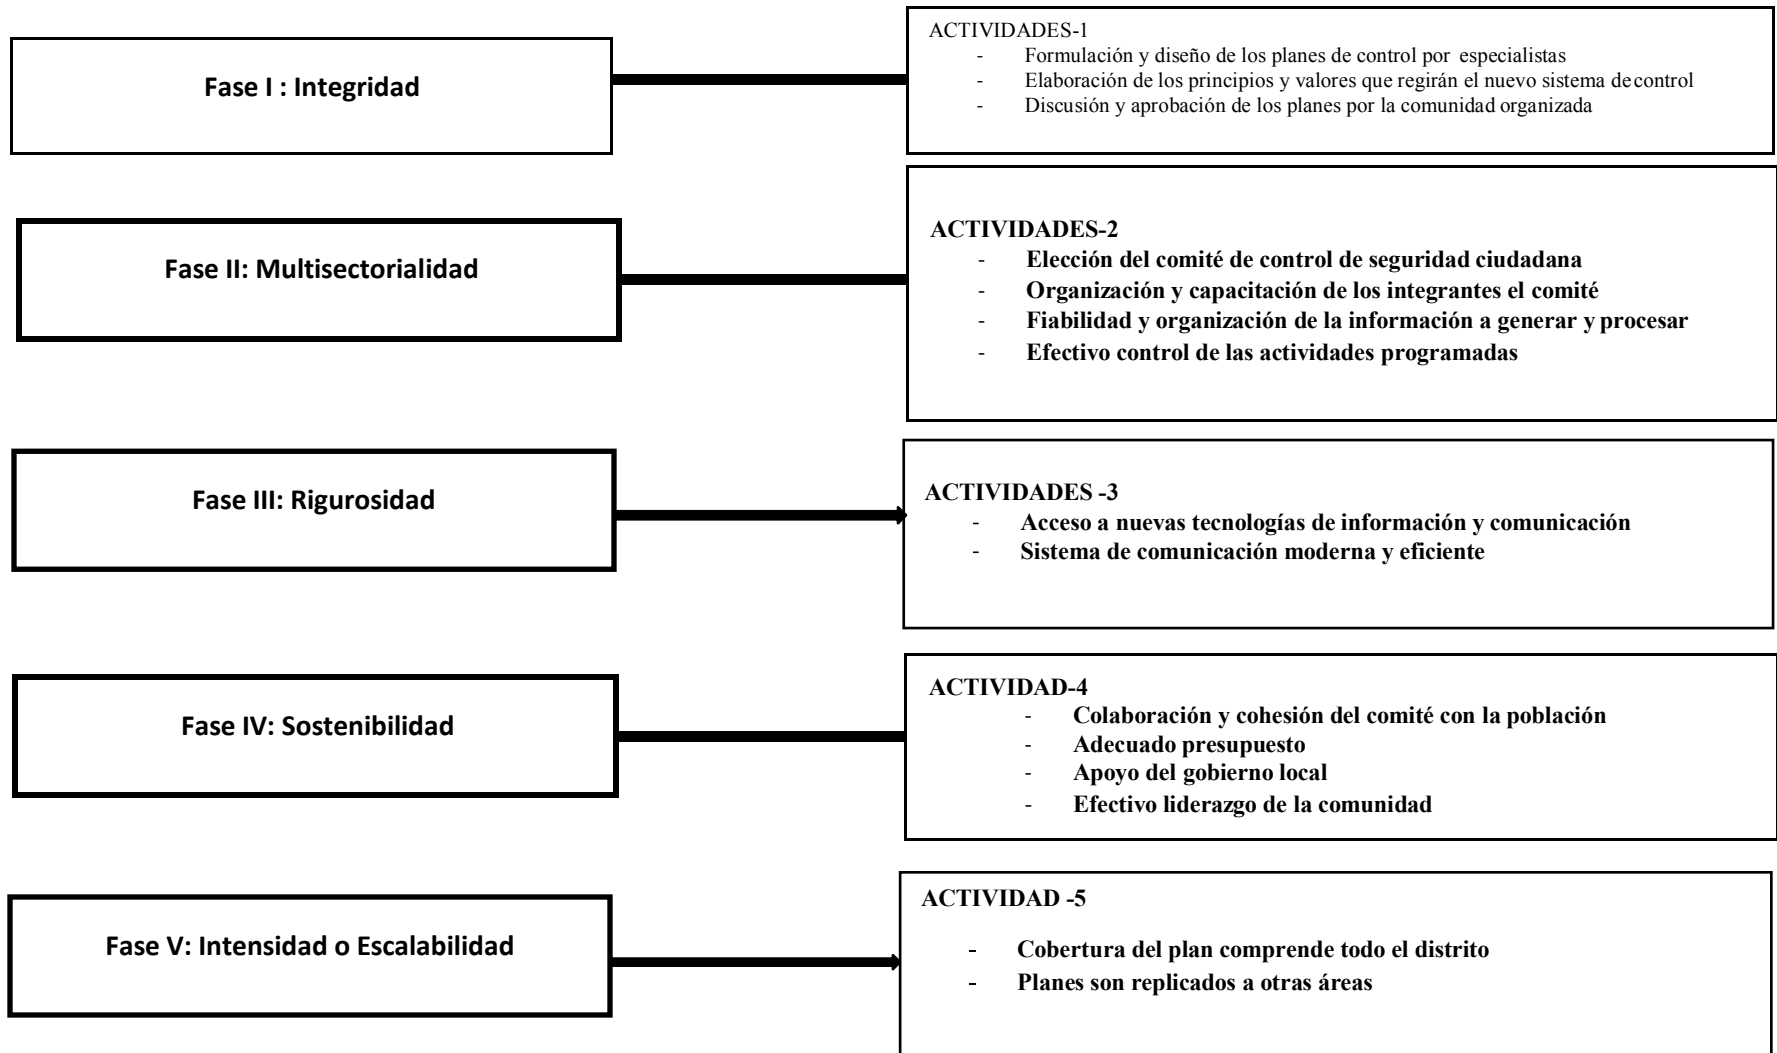 Fase I : Integridad
ACTIVIDADES-1
- Formulación y diseño de los planes de control por especialistas
- Elaboración de los principios y valores que regirán el nuevo sistema de control
- Discusión y aprobación de los planes por la comunidad organizada
Fase II: Multisectorialidad
ACTIVIDADES-2
- Elección del comité de control de seguridad ciudadana
- Organización y capacitación de los integrantes el comité
- Fiabilidad y organización de la información a generar y procesar
- Efectivo control de las actividades programadas
Fase III: Rigurosidad
ACTIVIDADES -3
- Acceso a nuevas tecnologías de información y comunicación
- Sistema de comunicación moderna y eficiente
Fase IV: Sostenibilidad
ACTIVIDAD-4
- Colaboración y cohesión del comité con la población
- Adecuado presupuesto
- Apoyo del gobierno local
- Efectivo liderazgo de la comunidad
Fase V: Intensidad o Escalabilidad
ACTIVIDAD -5
- Cobertura del plan comprende todo el distrito
- Planes son replicados a otras áreas